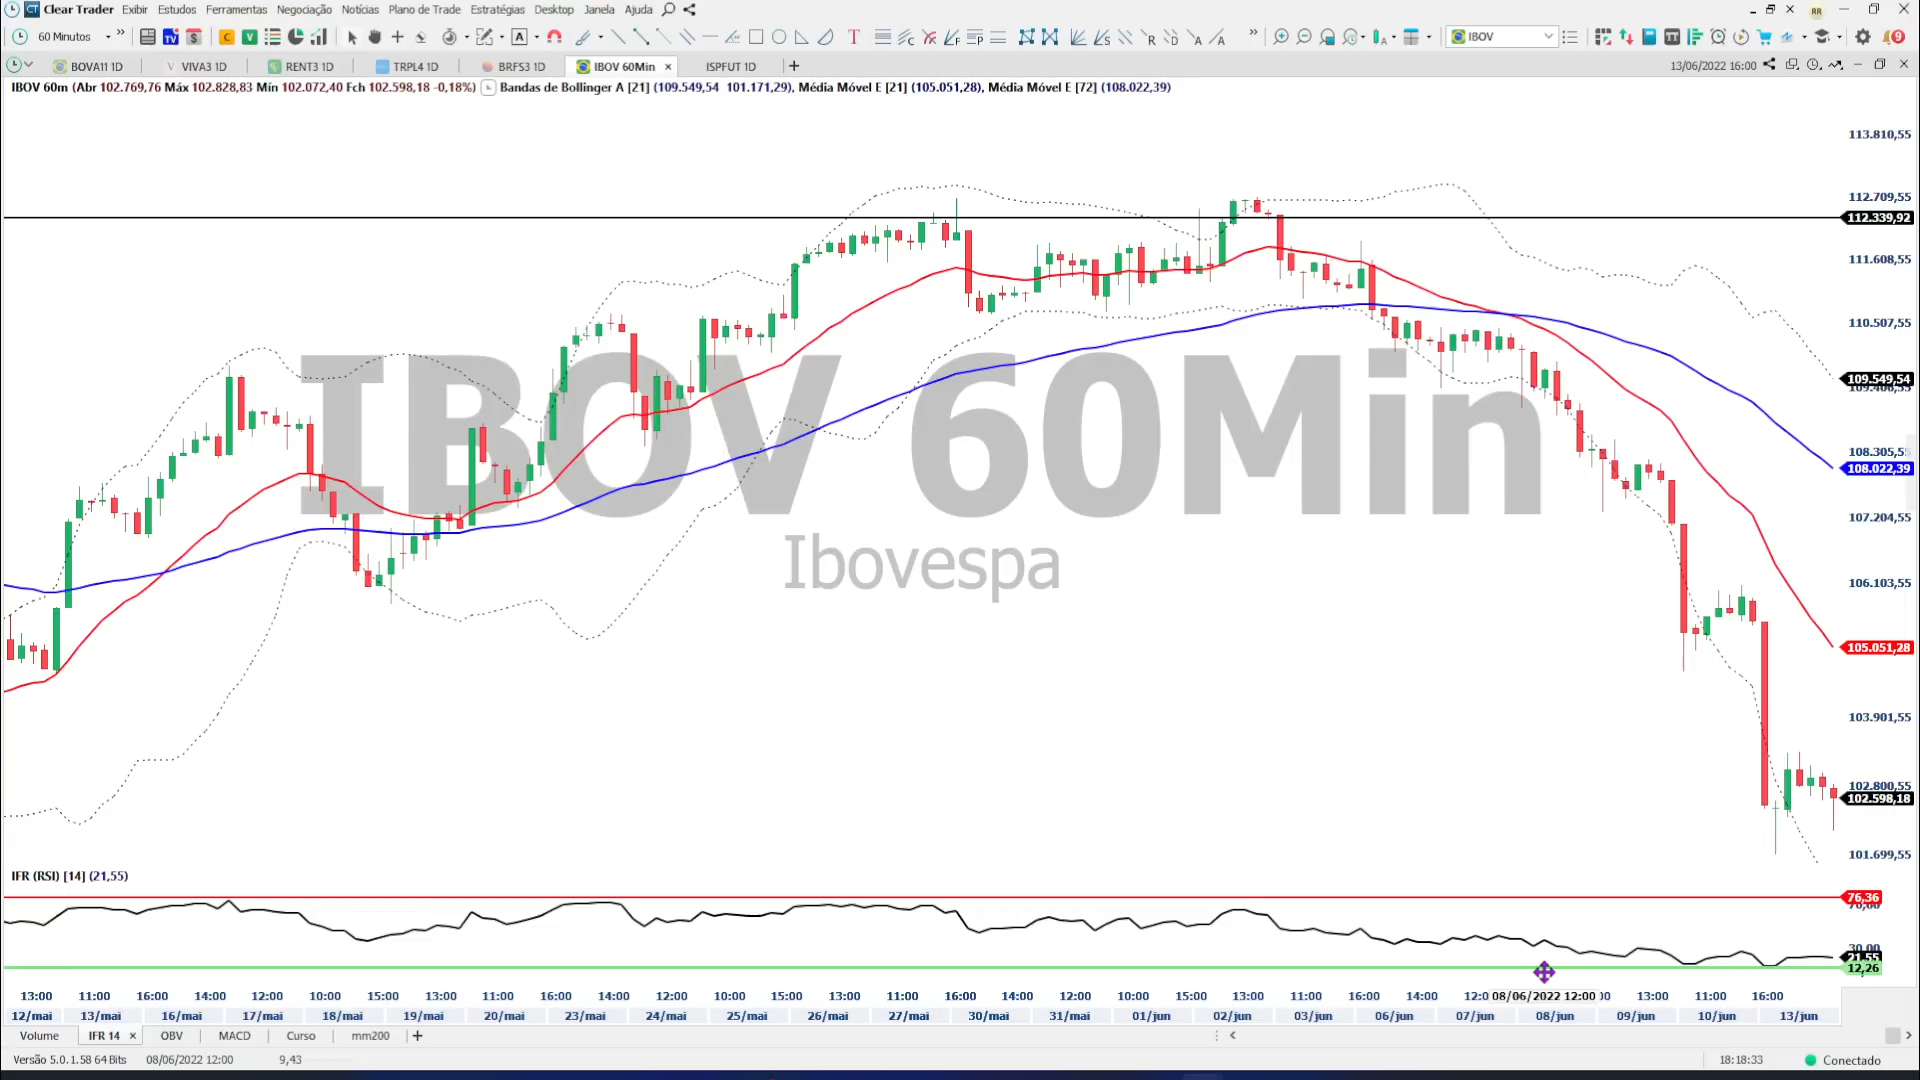 Clear Trader Exibir Estudos Ferramentas Negociação Notícias Plano de Trade Estratégias Desktop Janela Ajuda RR
60 Minutos IBOV 9
BOVA11 1D VIVA3 1D RENT3 1D TRPL4 1D BRFS3 1D IBOV 60Min × ISPFUT 1D + 13/06/2022 16:00
IBOV 60m (Abr 102.769,76 Máx 102.828,83 Mín 102.072,40 Fch 102.598,18 -0,18%) Bandas de Bollinger A [21] (109.549,54 101.171,29), Média Móvel E [21] (105.051,28), Média Móvel E [72] (108.022,39)
113.810,55
112.709,55
112.339,92
111.608,55
110.507,55
109.549,54
108.305,55
108.022,39
107.204,55
106.103,55
105.051,28
103.901,55
102.800,55
102.598,18
101.699,55
IBOV 60Min
Ibovespa
IFR (RSI) [14] (21,55)
76,36
30,00
21,55
12,26
13:00 11:00 16:00 14:00 12:00 10:00 15:00 13:00 11:00 16:00 14:00 12:00 10:00 15:00 13:00 11:00 16:00 14:00 12:00 10:00 15:00 13:00 11:00 16:00 14:00 08/06/2022 12:00 13:00 11:00 16:00
12/mai 13/mai 16/mai 17/mai 18/mai 19/mai 20/mai 23/mai 24/mai 25/mai 26/mai 27/mai 30/mai 31/mai 01/jun 02/jun 03/jun 06/jun 07/jun 08/jun 09/jun 10/jun 13/jun
Volume IFR 14 × OBV MACD Curso mm200 +
Versão 5.0.1.58 64 Bits 08/06/2022 12:00 9,43 18:18:33 Conectado